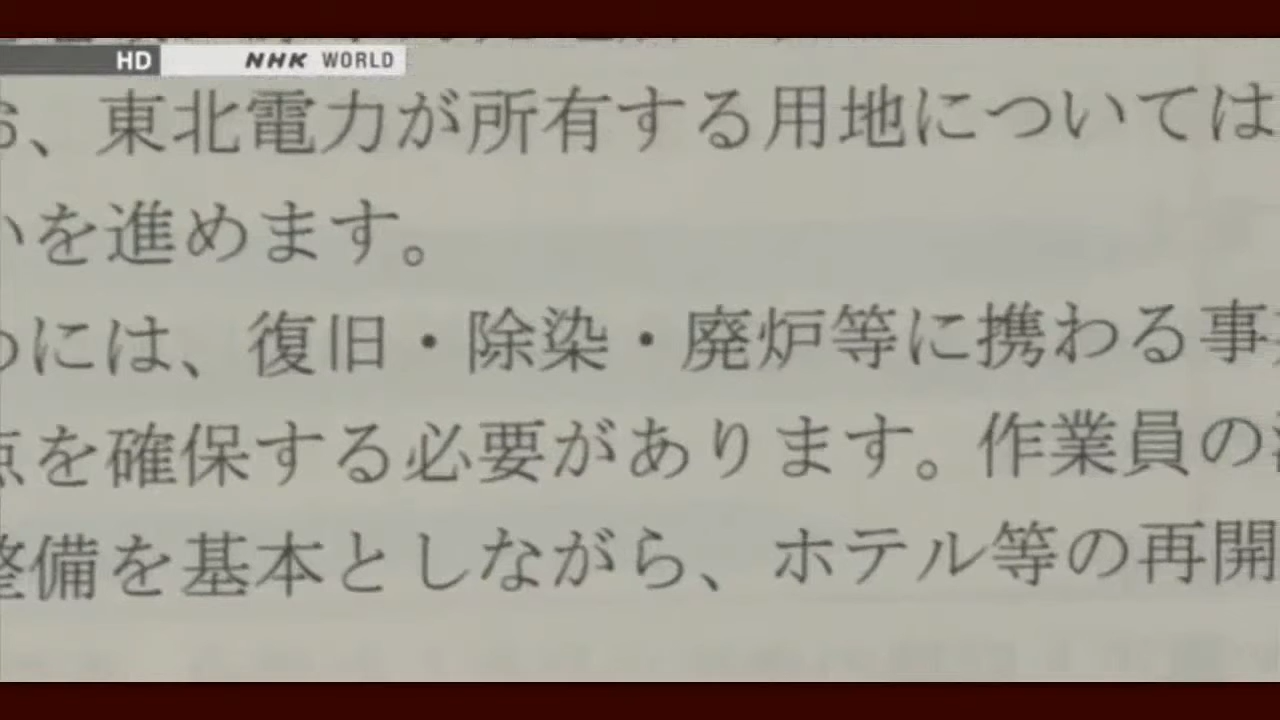 HD NHK WORLD
、東北電力が所有する用地については
を進めます。
には、復旧・除染・廃炉等に携わる事
を確保する必要があります。作業員の
備を基本としながら、ホテル等の再開